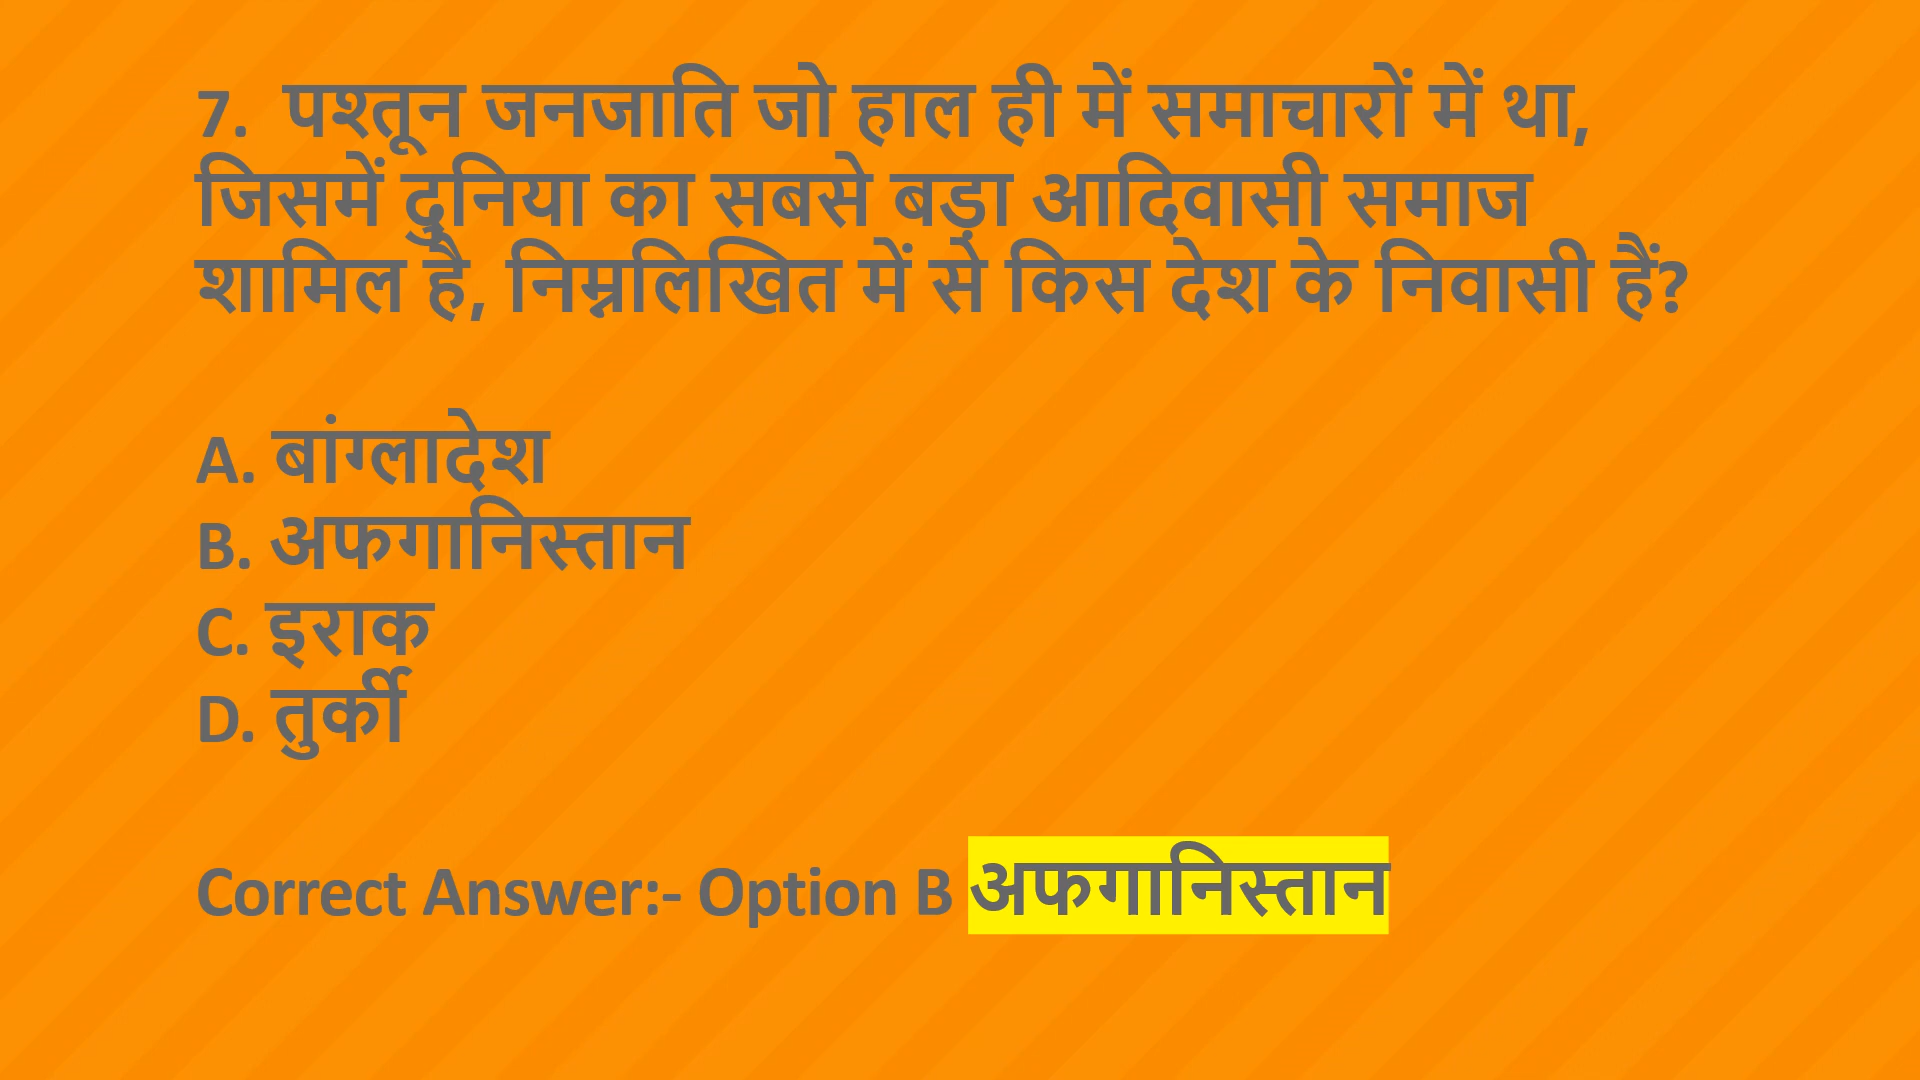 7. पश्तून जनजाति जो हाल ही में समाचारों में था,
जिसमें दुनिया का सबसे बड़ा आदिवासी समाज
शामिल है, निम्नलिखित में से किस देश के निवासी हैं?
A. बांग्लादेश
B. अफगानिस्तान
C. इराक
D. तुर्की
Correct Answer:- Option B अफगानिस्तान